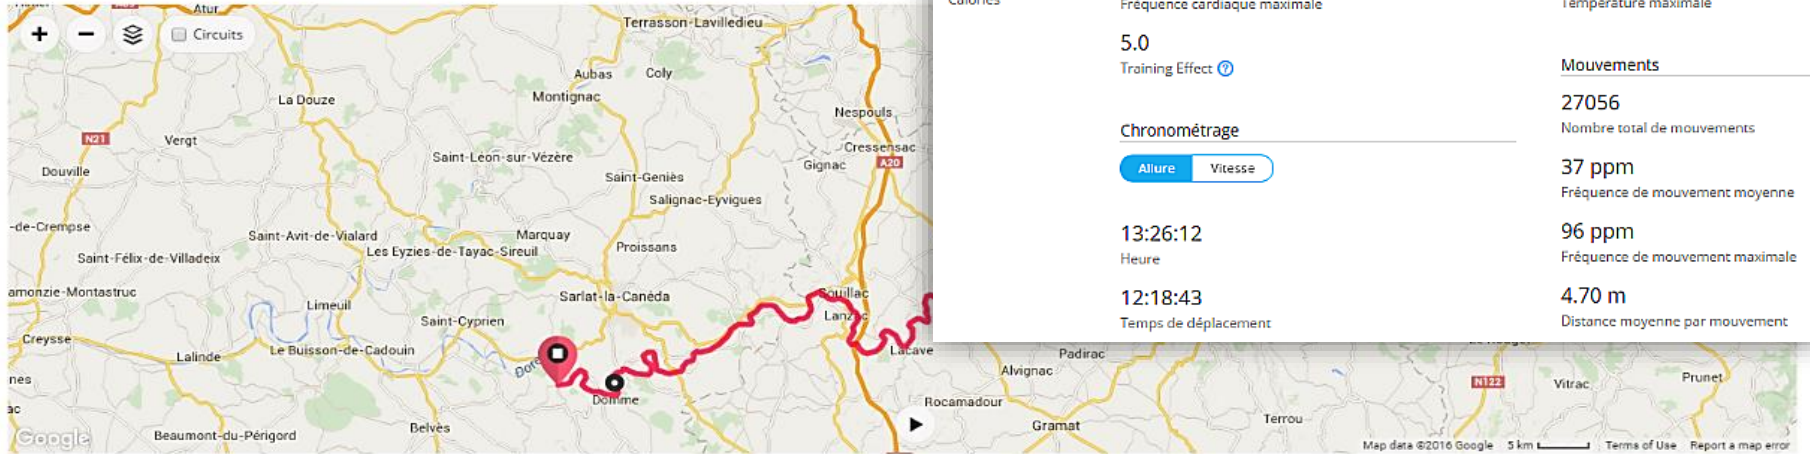 Atur
Terrasson-Lavilledieu
Circuits
Aubas
Coly
La Douze
Montignac
Nespouls
N21
Vergt
Cressensac
Saint-Léon-sur-Vézère
Gignac
A20
Douville
Saint-Geniès
Salignac-Eyvigues
-de-Crempse
Saint-Avit-de-Vialard
Marquay
Les Eyzies-de-Tayac-Sireuil
Proissans
Saint-Félix-de-Villadeix
amonzie-Montastruc
Limeuil
Sarlat-la-Canéda
Souillac
Saint-Cyprien
Lanzac
Creysse
Lalinde
Le Buisson-de-Cadouin
Lacave
Dor
Padirac
nes
Alvignac
N122
Vitrac
Prunet
Domme
Rocamadour
ac
Beaumont-du-Périgord
Belvès
Gramat
Terrou
Google
Map data ©2016 Google 5 km Terms of Use Report a map error
Calories
Fréquence cardiaque maximale
5.0
Training Effect ?
Chronométrage
Allure Vitesse
13:26:12
Heure
12:18:43
Temps de déplacement
Température maximale
Mouvements
27056
Nombre total de mouvements
37 ppm
Fréquence de mouvement moyenne
96 ppm
Fréquence de mouvement maximale
4.70 m
Distance moyenne par mouvement